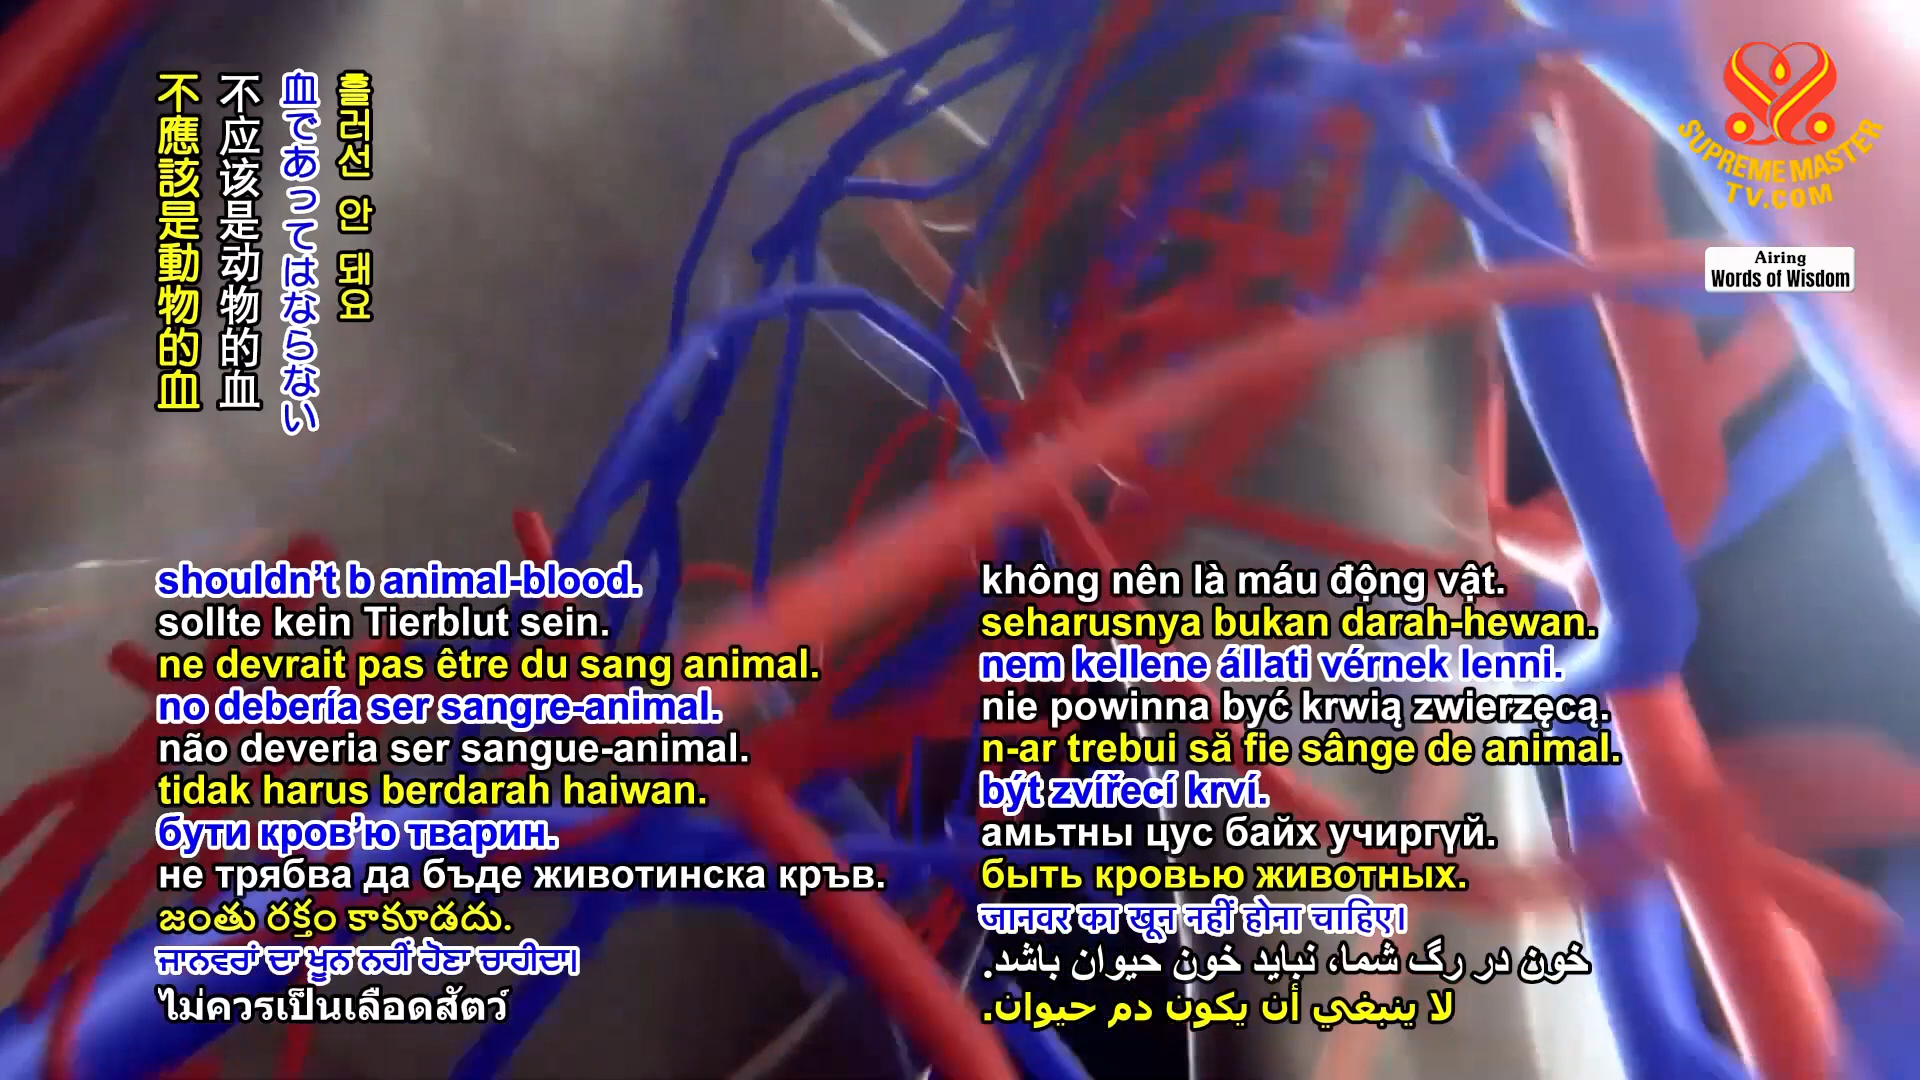 不應該是動物的血
不应该是动物的血
血であってはならない
흘러선 안 돼요
SUPREME MASTER
TV.COM
Airing
Words of Wisdom
shouldn’t b animal-blood.
sollte kein Tierblut sein.
ne devrait pas être du sang animal.
no debería ser sangre-animal.
não deveria ser sangue-animal.
tidak harus berdarah haiwan.
бути кров’ю тварин.
не трябва да бъде животинска кръв.
జంతు రక్తం కాకూడదు.
ਜਾਨਵਰਾਂ ਦਾ ਖ਼ੂਨ ਨਹੀਂ ਹੋਣਾ ਚਾਹੀਦਾ।
ไม่ควรเป็นเลือดสัตว์
không nên là máu động vật.
seharusnya bukan darah-hewan.
nem kellene állati vérnek lenni.
nie powinna być krwią zwierzęcą.
n-ar trebui să fie sânge de animal.
být zvířecí krví.
амьтны цус байх учиргүй.
быть кровью животных.
जानवर का खून नहीं होना चाहिए।
خون در رگ شما، نباید خون حیوان باشد.
لا ينبغي أن يكون دم حيوان.